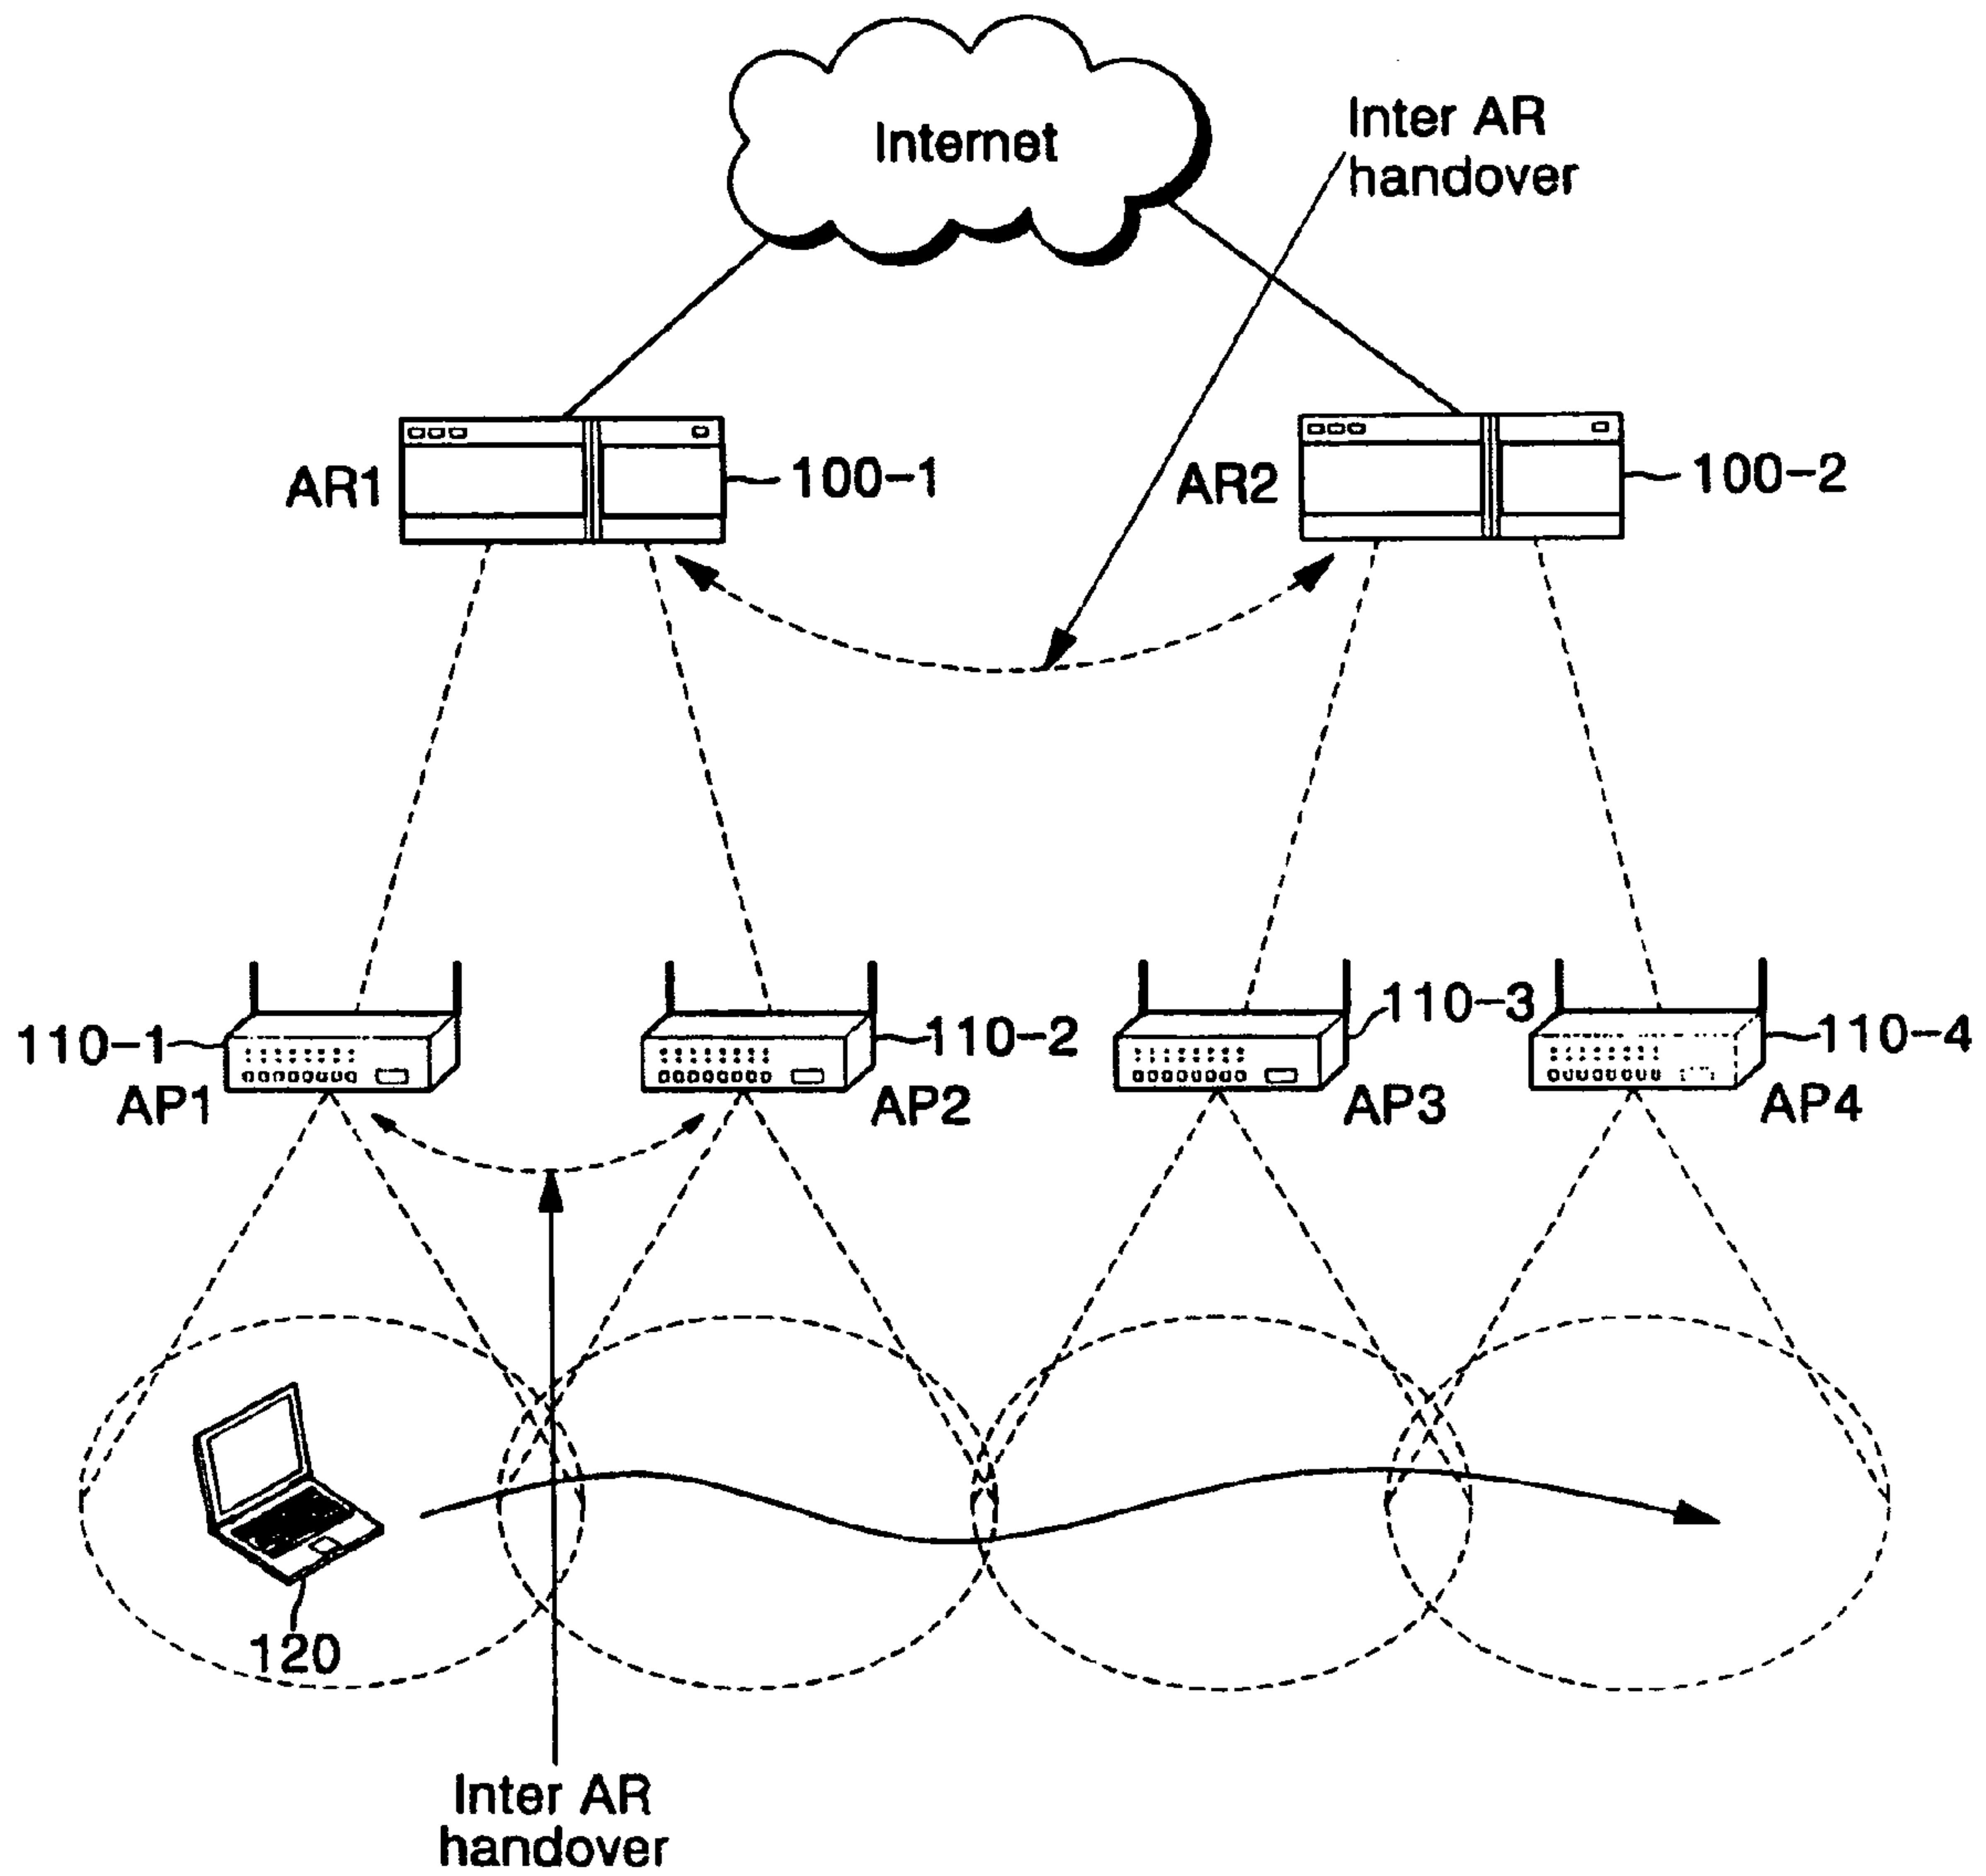 Internet
Inter AR
handover
AR1
100-1
AR2
100-2
110-1
AP1
110-2
AP2
110-3
AP3
110-4
AP4
120
Inter AR
handover